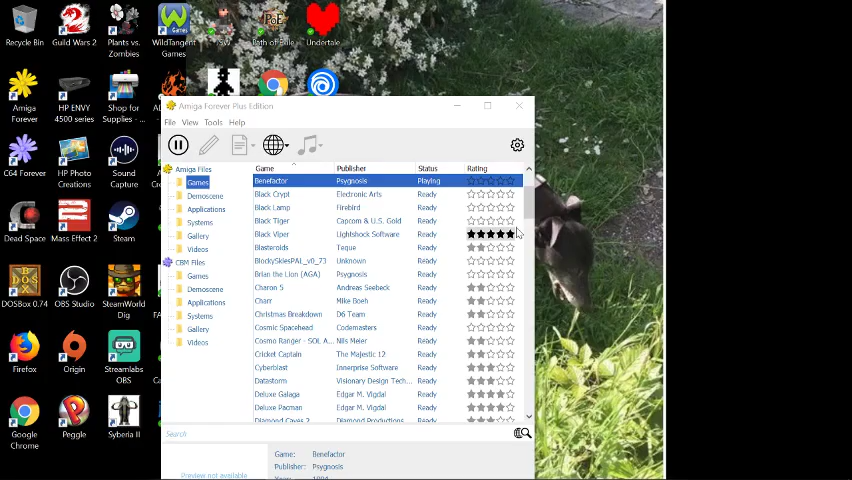 Recycle Bin
Guild Wars 2
Plants vs. Zombies
WildTangent Games
Path of Exile
Undertale
Amiga Forever
HP ENVY 4500 series
Shop for Supplies - ...
C64 Forever
HP Photo Creations
Sound Capture
Dead Space
Mass Effect 2
Steam
DOSBox 0.74
OBS Studio
SteamWorld Dig
Firefox
Origin
Streamlabs OBS
Google Chrome
Peggle
Syberia II
Amiga Forever Plus Edition
File View Tools Help
Amiga Files
Games
Demoscene
Applications
Systems
Gallery
Videos
CBM Files
Games
Demoscene
Applications
Systems
Gallery
Videos
Game Publisher Status Rating
Benefactor Psygnosis Playing
Black Crypt Electronic Arts Ready
Black Lamp Firebird Ready
Black Tiger Capcom & U.S. Gold Ready
Black Viper Lightshock Software Ready
Blasteroids Teque Ready
BlockySkiesPAL_v0_73 Unknown Ready
Brian the Lion (AGA) Psygnosis Ready
Charon 5 Andreas Seebeck Ready
Charr Mike Boeh Ready
Christmas Breakdown D6 Team Ready
Cosmic Spacehead Codemasters Ready
Cosmo Ranger - SOL A... Nils Meier Ready
Cricket Captain The Majestic 12 Ready
Cyberblast Innerprise Software Ready
Datastorm Visionary Design Tech... Ready
Deluxe Galaga Edgar M. Vigdal Ready
Deluxe Pacman Edgar M. Vigdal Ready
Diamond Caves 2 Diamond Productions Ready
Search
Preview not available
Game: Benefactor
Publisher: Psygnosis